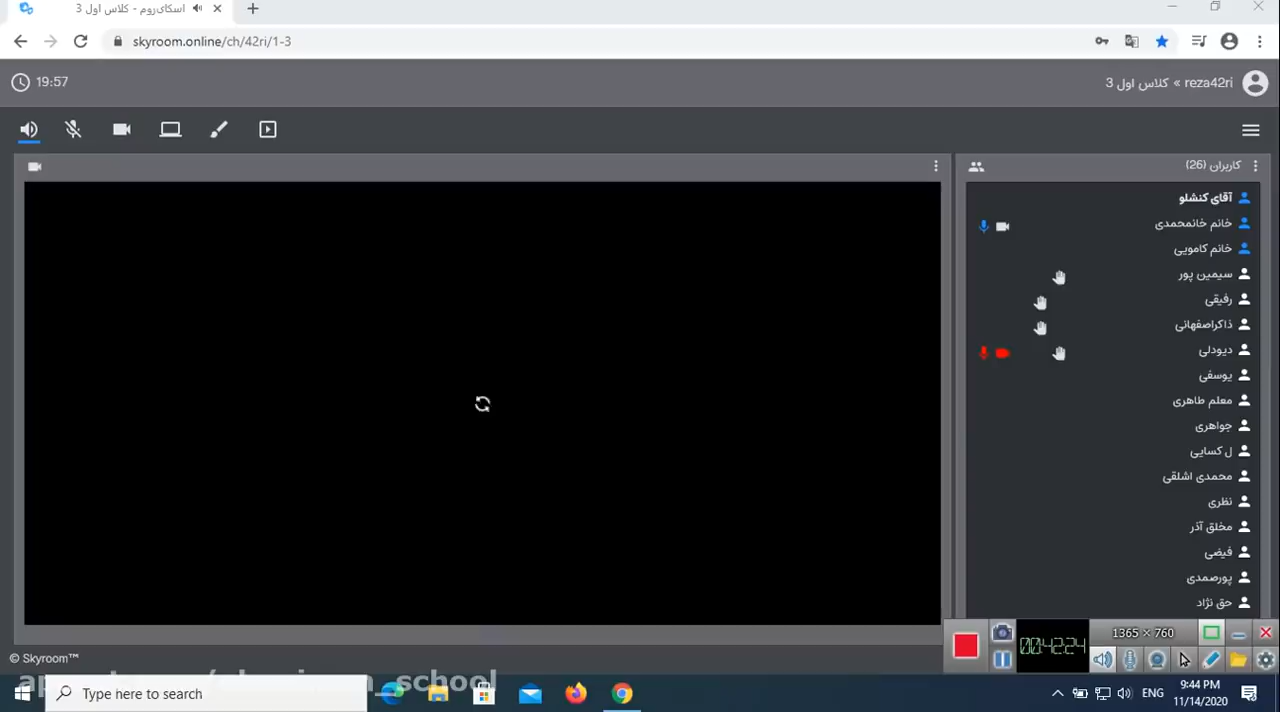 اسکای‌روم - کلاس اول 3
skyroom.online/ch/42ri/1-3
19:57
reza42ri » کلاس اول 3
کاربران (26)
آقای کنشلو
خانم خانمحمدی
خانم کامویی
سیمین پور
رفیقی
ذاکراصفهانی
دیودلی
یوسفی
معلم طاهری
جواهری
ل کسایی
محمدی اشلقی
نظری
مخلق آذر
فیضی
پورصمدی
حق نژاد
1365 × 760
00:42:24
© Skyroom™
_school
Type here to search
ENG
9:44 PM
11/14/2020